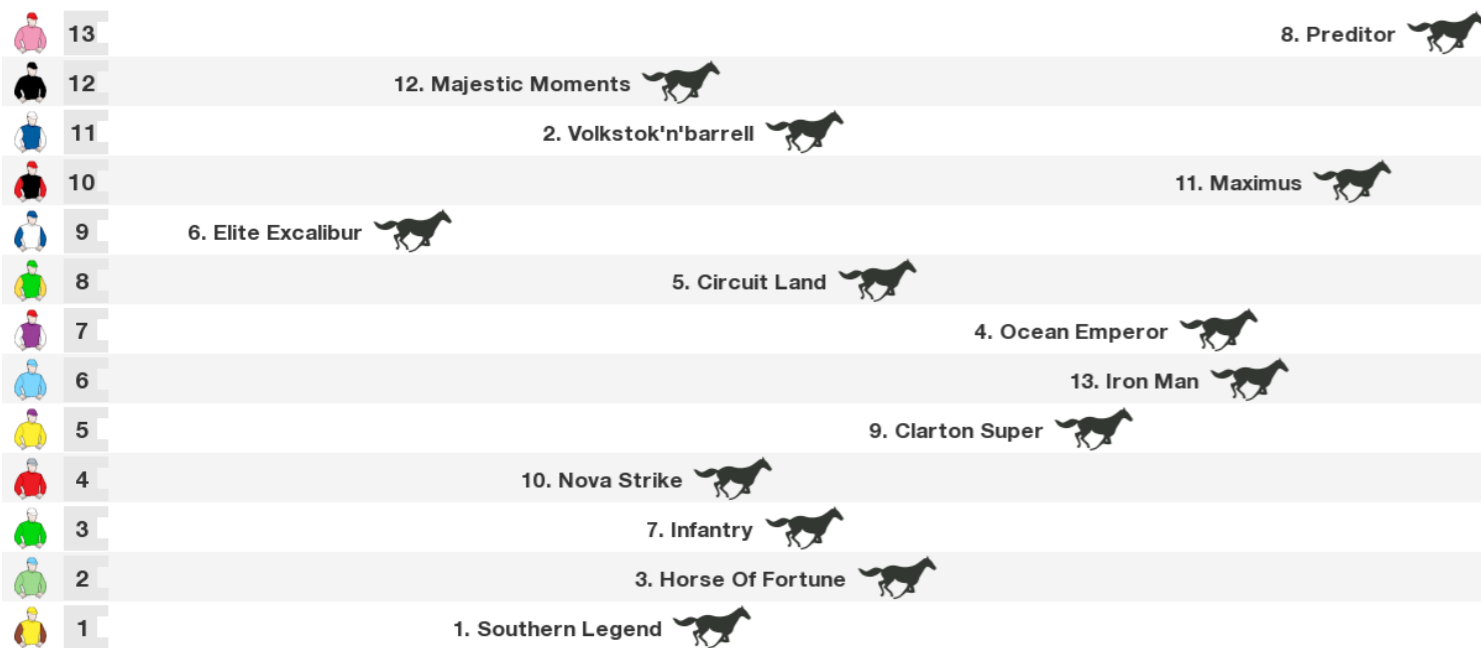 13 8. Preditor
12 12. Majestic Moments
11 2. Volkstok'n'barrell
10 11. Maximus
9 6. Elite Excalibur
8 5. Circuit Land
7 4. Ocean Emperor
6 13. Iron Man
5 9. Clarton Super
4 10. Nova Strike
3 7. Infantry
2 3. Horse Of Fortune
1 1. Southern Legend